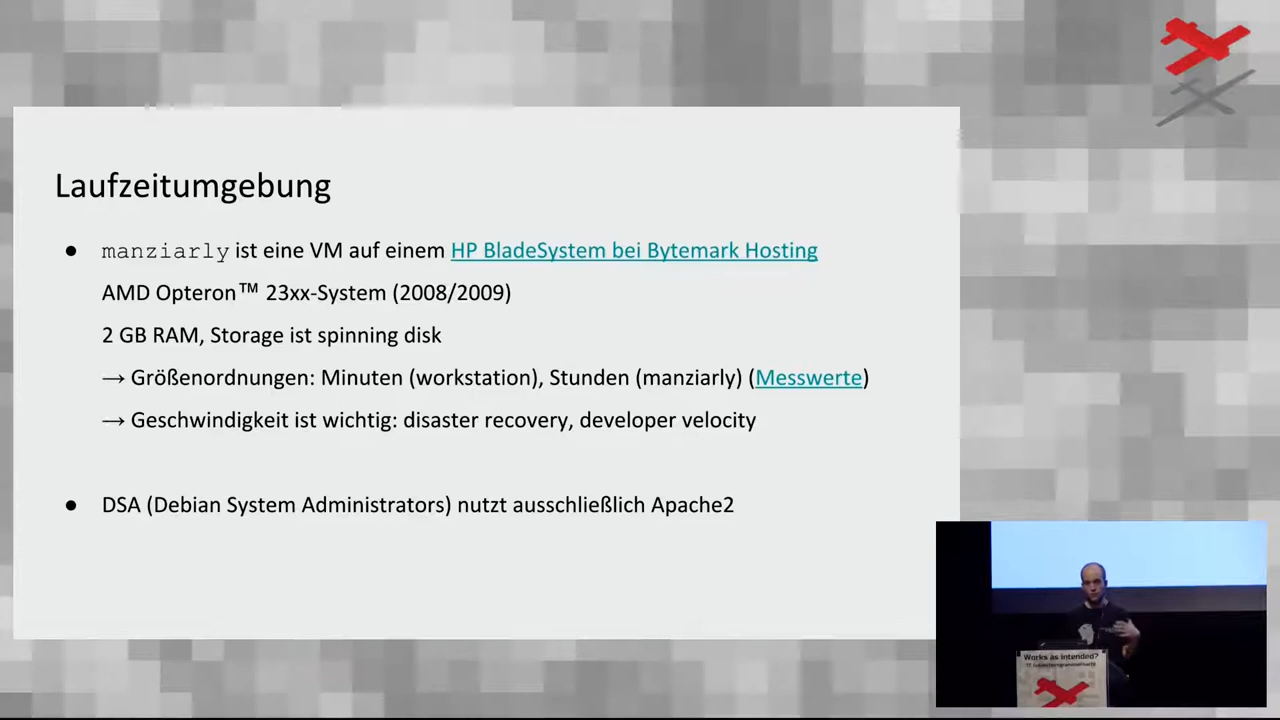 Laufzeitumgebung
● manziarly ist eine VM auf einem HP BladeSystem bei Bytemark Hosting
AMD Opteron™ 23xx-System (2008/2009)
2 GB RAM, Storage ist spinning disk
→ Größenordnungen: Minuten (workstation), Stunden (manziarly) (Messwerte)
→ Geschwindigkeit ist wichtig: disaster recovery, developer velocity
● DSA (Debian System Administrators) nutzt ausschließlich Apache2
Works as intended?